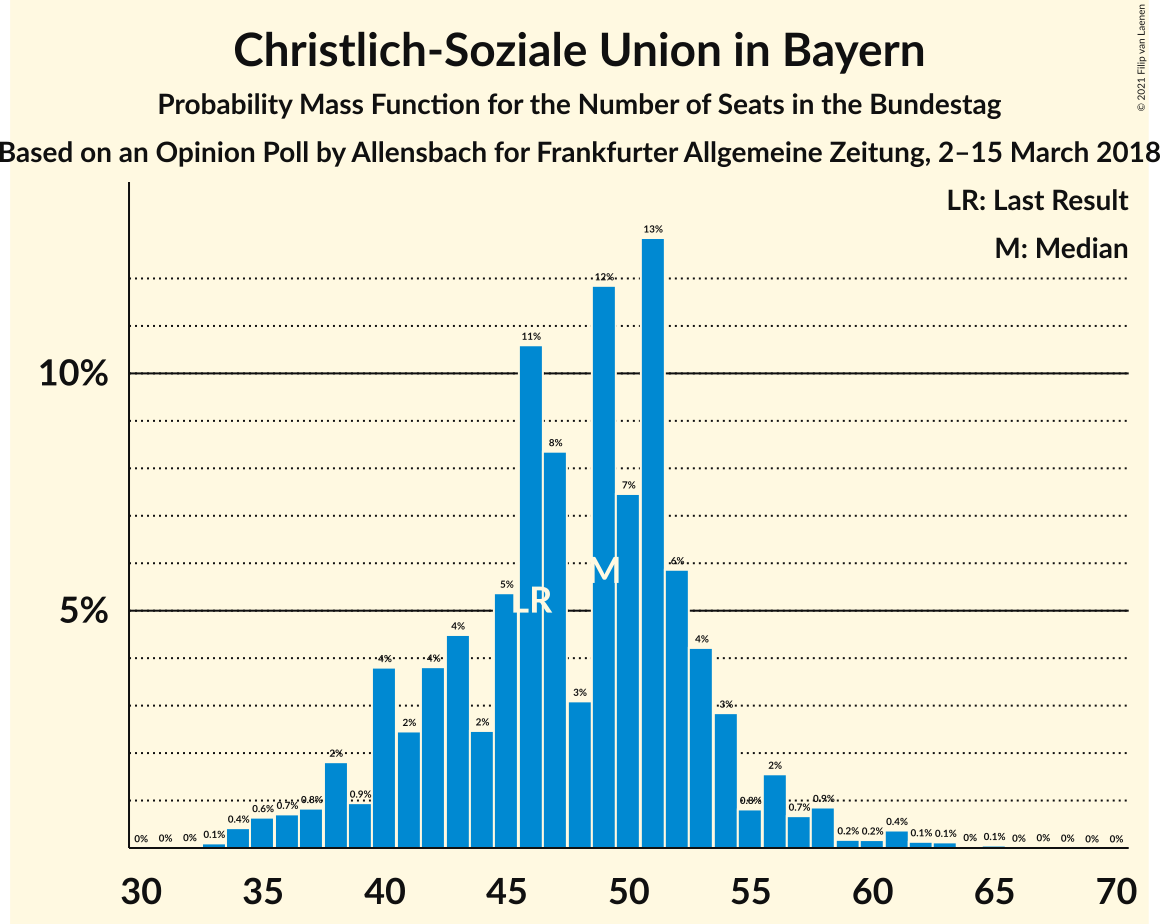 Christlich-Soziale Union in Bayern
© 2021 Filip van Laenen
Probability Mass Function for the Number of Seats in the Bundestag
Based on an Opinion Poll by Allensbach for Frankfurter Allgemeine Zeitung, 2–15 March 2018
LR: Last Result
M: Median
10%
5%
0% 0% 0% 0.1% 0.4% 0.6% 0.7% 0.8% 2% 0.9% 4% 2% 4% 4% 2% 5% 11% 8% 3% 12% 7% 13% 6% 4% 3% 0.8% 2% 0.7% 0.9% 0.2% 0.2% 0.4% 0.1% 0.1% 0% 0.1% 0% 0% 0% 0% 0%
LR
M
30 35 40 45 50 55 60 65 70